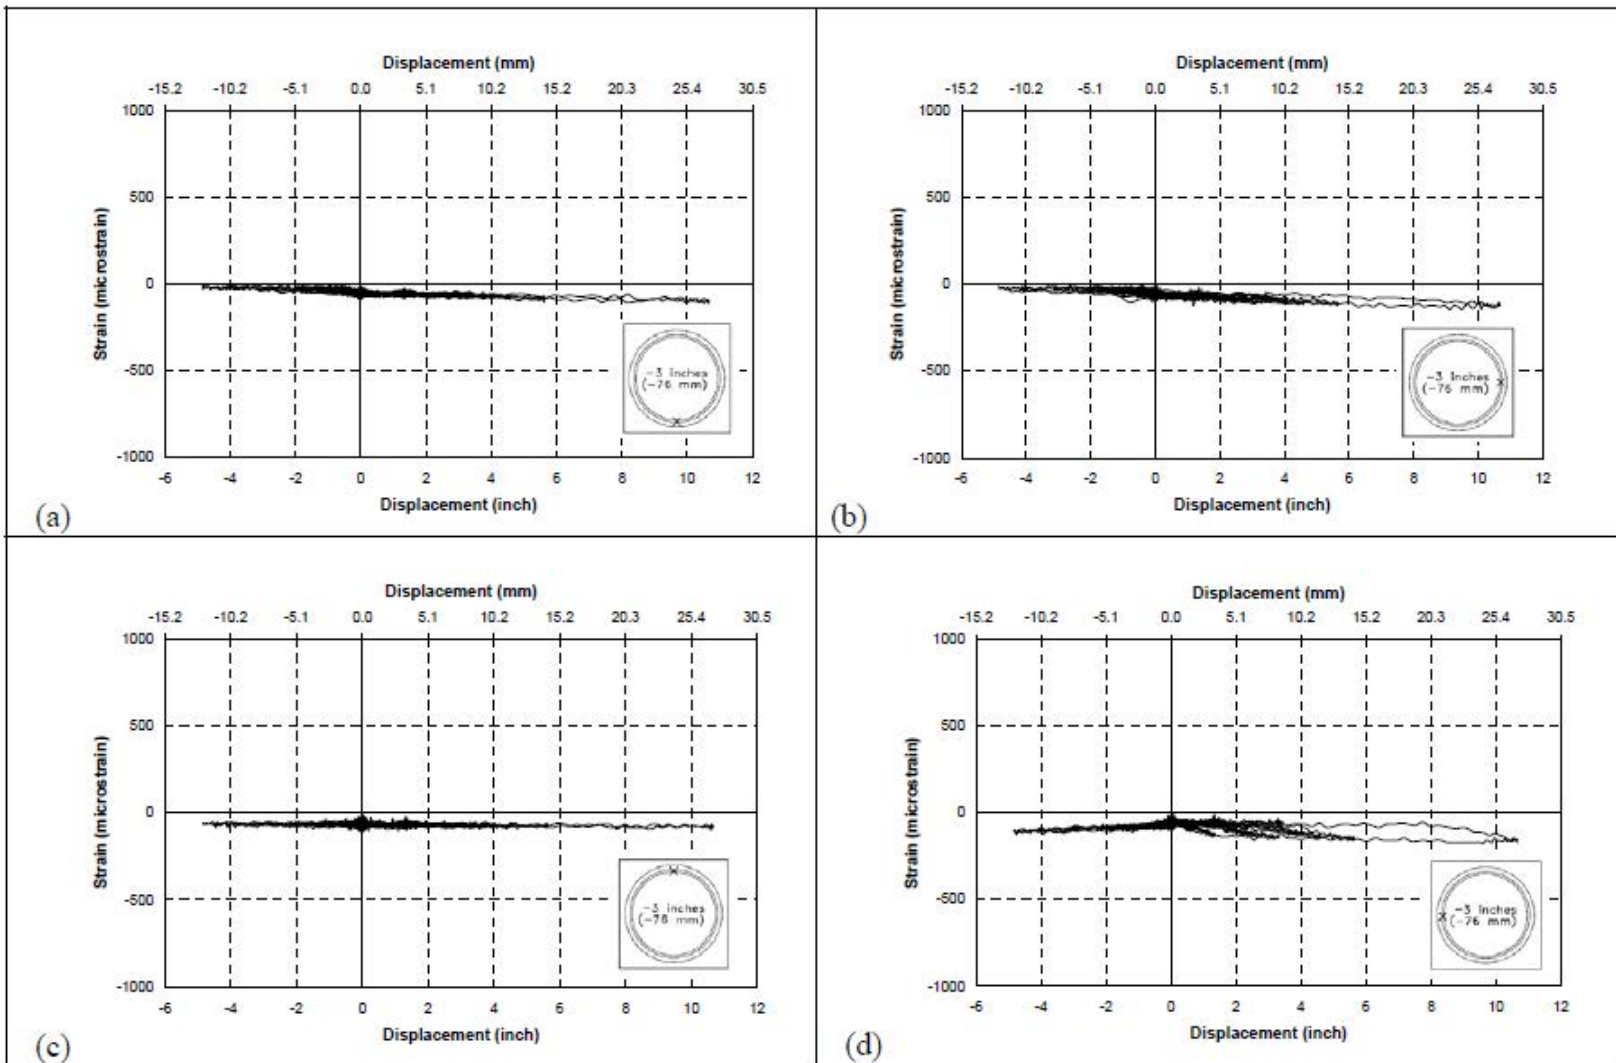 Displacement (mm)
-15.2 -10.2 -5.1 0.0 5.1 10.2 15.2 20.3 25.4 30.5
1000
500
0
-500
-1000
Strain (microstrain)
-3 Inches
(-76 mm)
-6 -4 -2 0 2 4 6 8 10 12
Displacement (inch)
(a)
Displacement (mm)
-15.2 -10.2 -5.1 0.0 5.1 10.2 15.2 20.3 25.4 30.5
1000
500
0
-500
-1000
Strain (microstrain)
-3 Inches
(-76 mm)
-6 -4 -2 0 2 4 6 8 10 12
Displacement (inch)
(b)
Displacement (mm)
-15.2 -10.2 -5.1 0.0 5.1 10.2 15.2 20.3 25.4 30.5
1000
500
0
-500
-1000
Strain (microstrain)
-3 inches
(-76 mm)
-6 -4 -2 0 2 4 6 8 10 12
Displacement (inch)
(c)
Displacement (mm)
-15.2 -10.2 -5.1 0.0 5.1 10.2 15.2 20.3 25.4 30.5
1000
500
0
-500
-1000
Strain (microstrain)
-3 inches
(-76 mm)
-6 -4 -2 0 2 4 6 8 10 12
Displacement (inch)
(d)